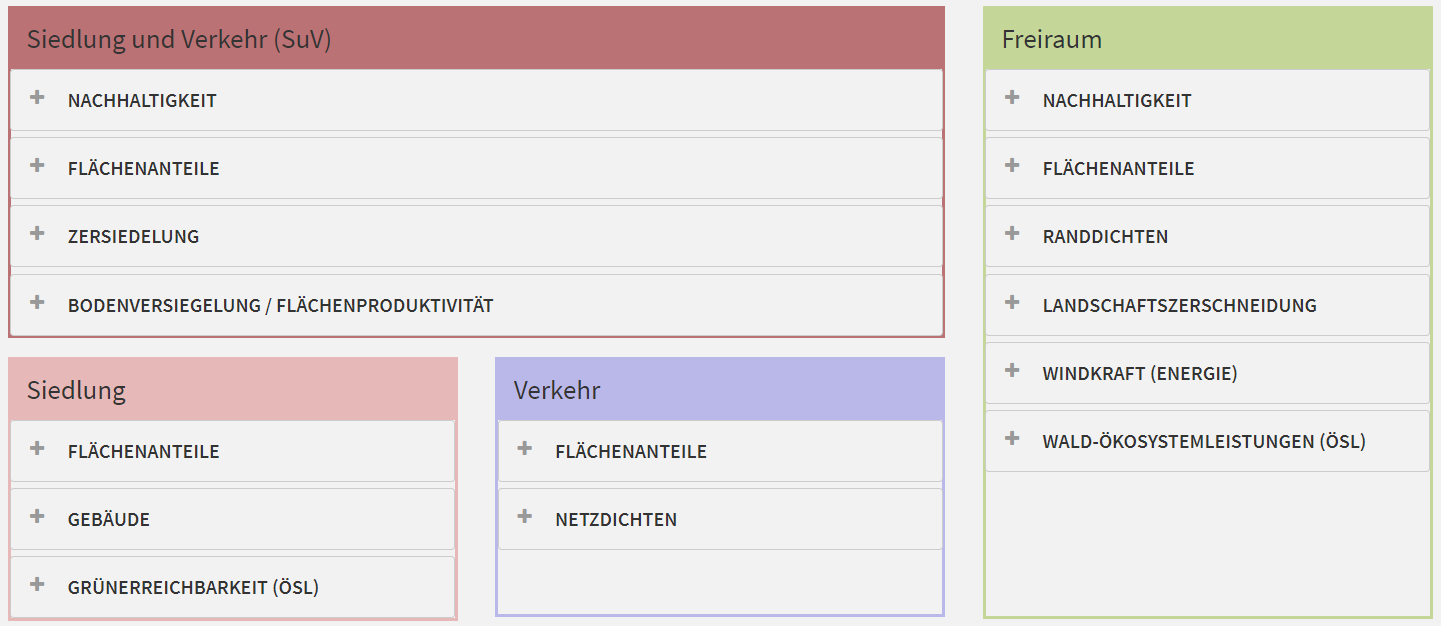 Siedlung und Verkehr (SuV)
NACHHALTIGKEIT
FLÄCHENANTEILE
ZERSIEDELUNG
BODENVERSIEGELUNG / FLÄCHENPRODUKTIVITÄT
Siedlung
FLÄCHENANTEILE
GEBÄUDE
GRÜNERREICHBARKEIT (ÖSL)
Verkehr
FLÄCHENANTEILE
NETZDICHTEN
Freiraum
NACHHALTIGKEIT
FLÄCHENANTEILE
RANDDICHTEN
LANDSCHAFTSZERSCHNEIDUNG
WINDKRAFT (ENERGIE)
WALD-ÖKOSYSTEMLEISTUNGEN (ÖSL)